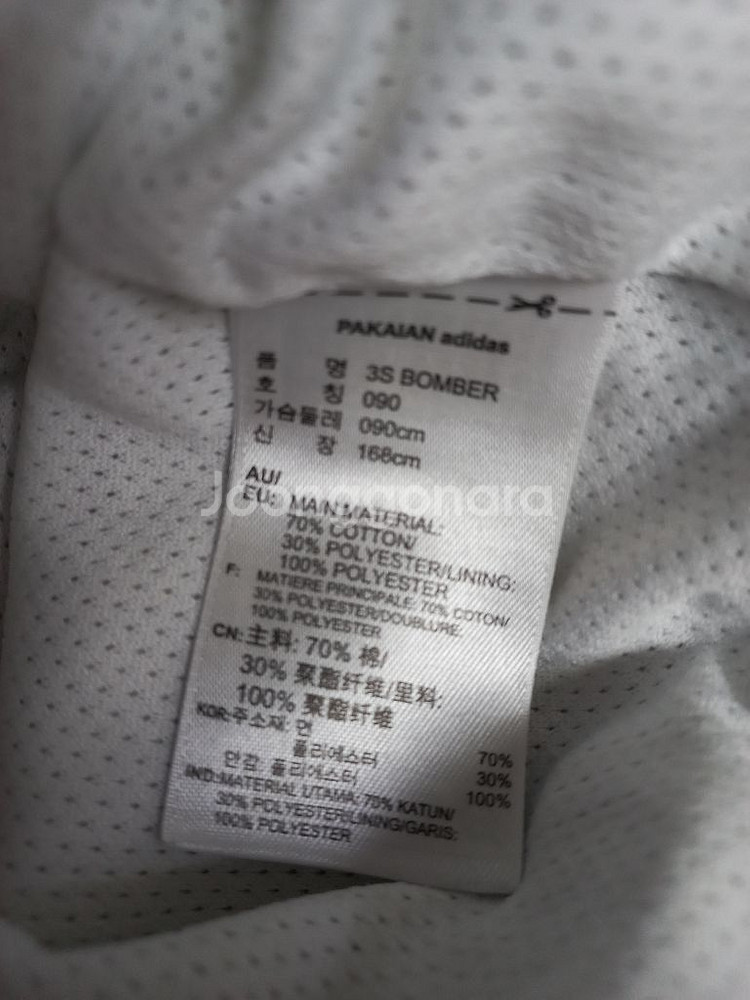 PAKAIAN adidas
품 명 3S BOMBER
호 칭 090
가슴둘레 090cm
신 장 168cm
AU/
EU: MAIN MATERIAL:
70% COTTON/
30% POLYESTER/LINING:
100% POLYESTER
F: MATIERE PRINCIPALE: 70% COTON/
30% POLYESTER/DOUBLURE:
100% POLYESTER
CN: 主料: 70% 棉/
30% 聚酯纤维/里料:
100% 聚酯纤维
KOR:주소재: 면 70%
폴리에스터 30%
안감 폴리에스터 100%
IND:MATERIAL UTAMA: 70% KATUN/
30% POLYESTER/LINING/GARIS:
100% POLYESTER
Joonggonara